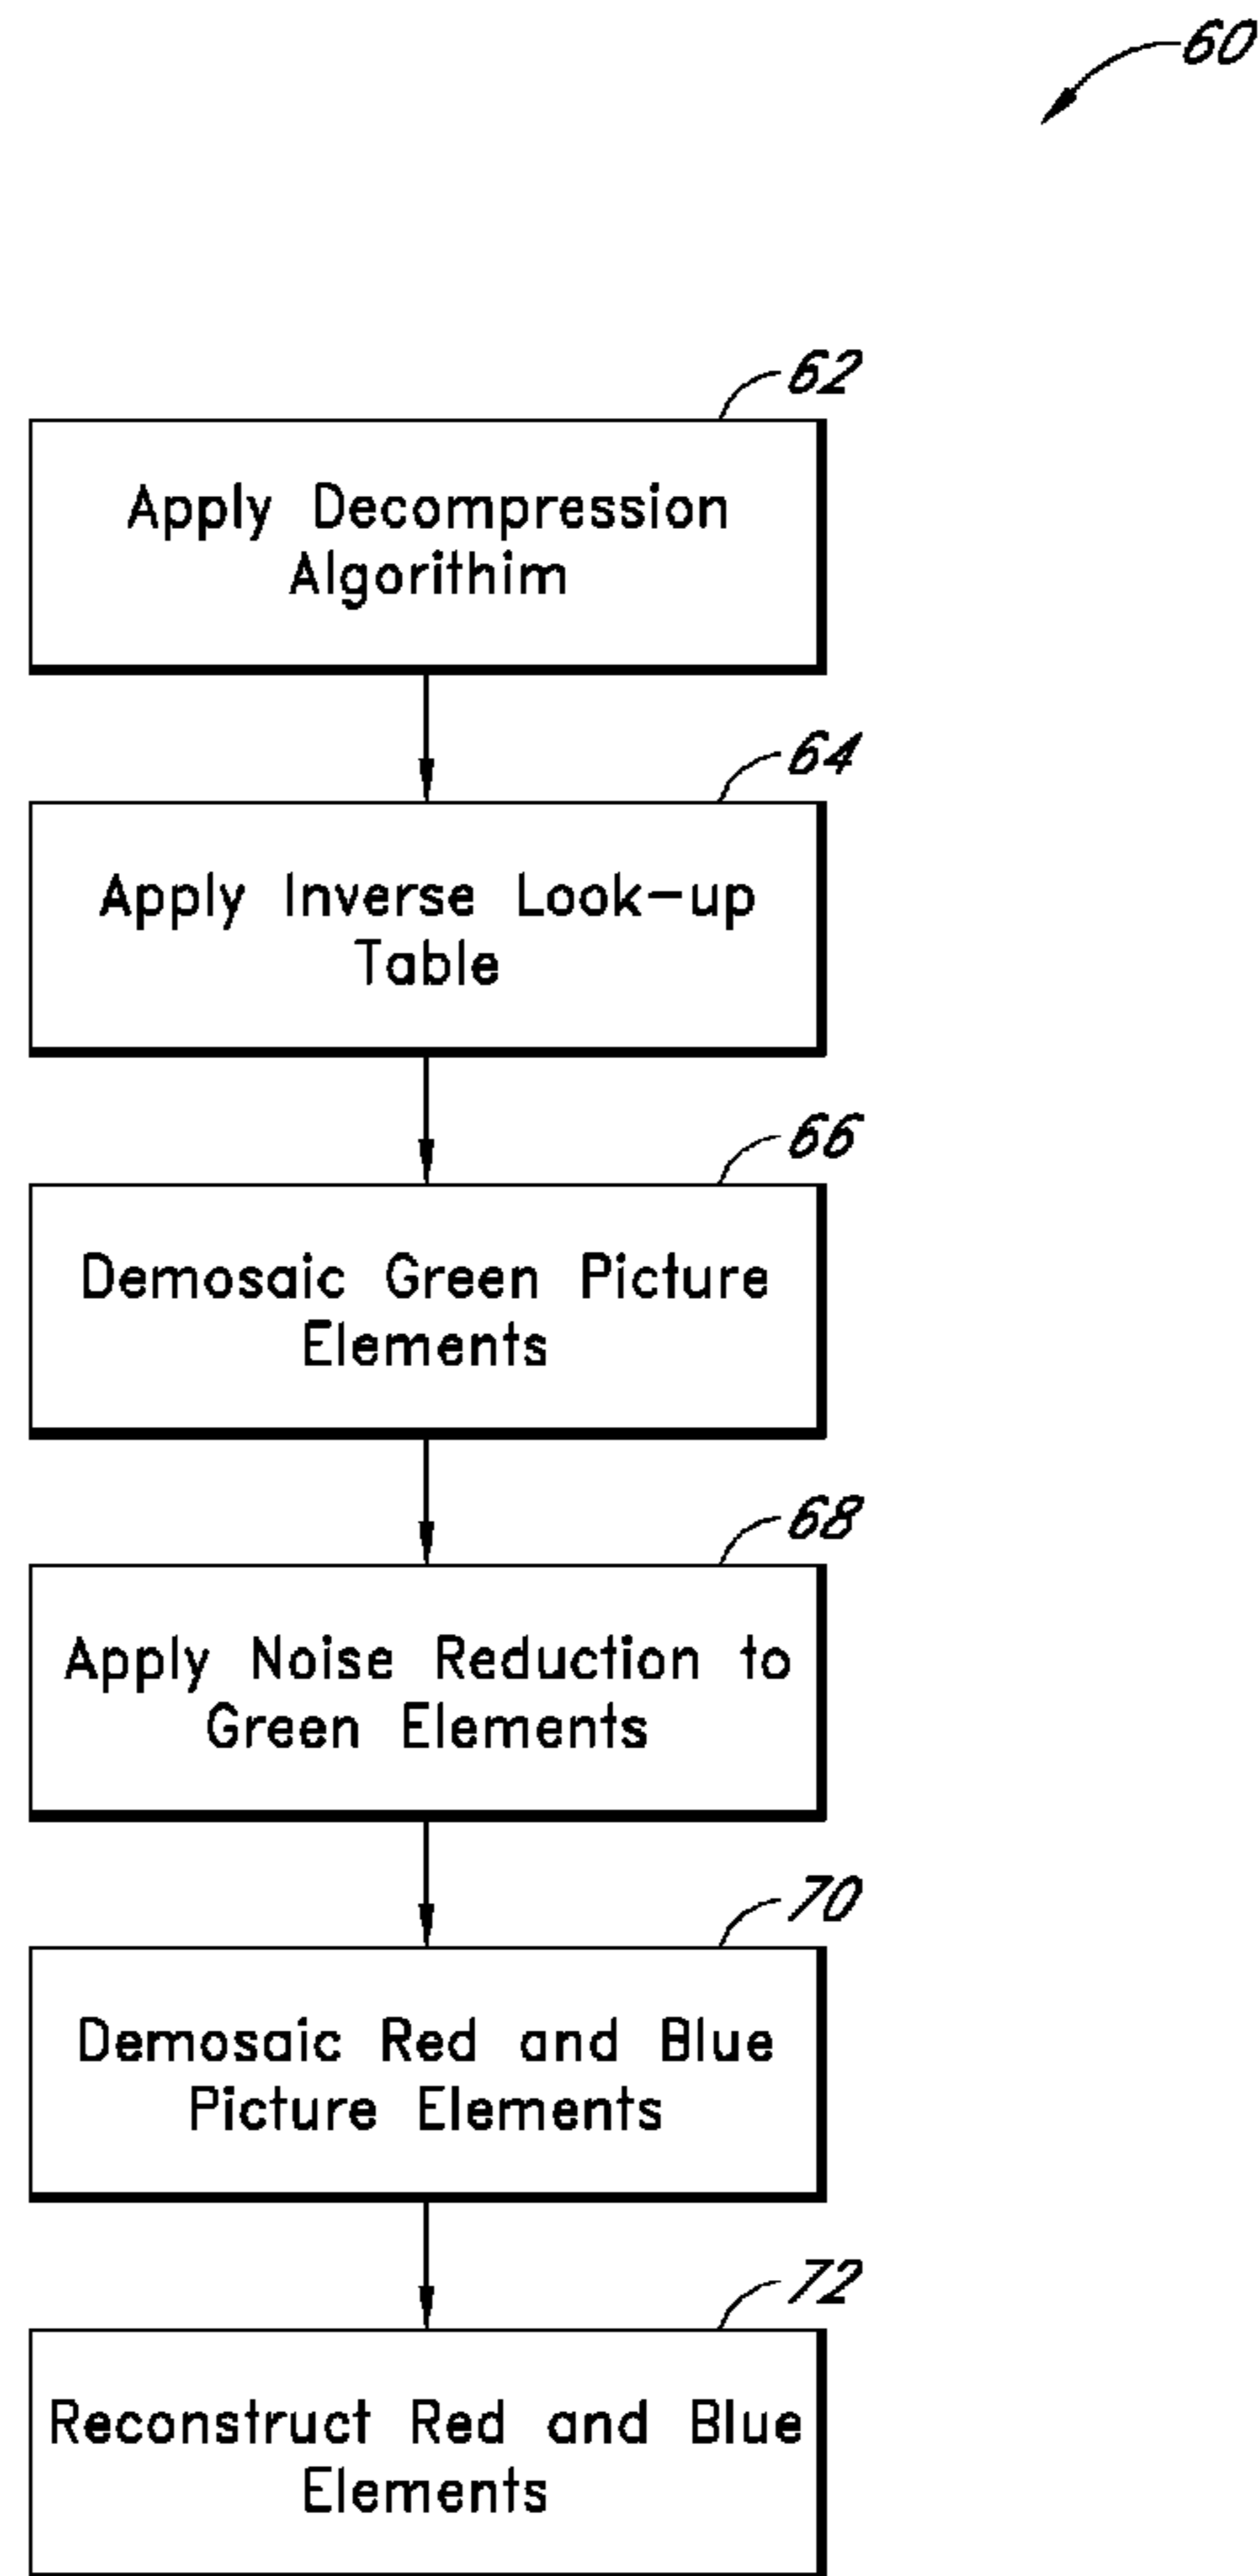 60
62
Apply Decompression
Algorithim
64
Apply Inverse Look-up
Table
66
Demosaic Green Picture
Elements
68
Apply Noise Reduction to
Green Elements
70
Demosaic Red and Blue
Picture Elements
72
Reconstruct Red and Blue
Elements